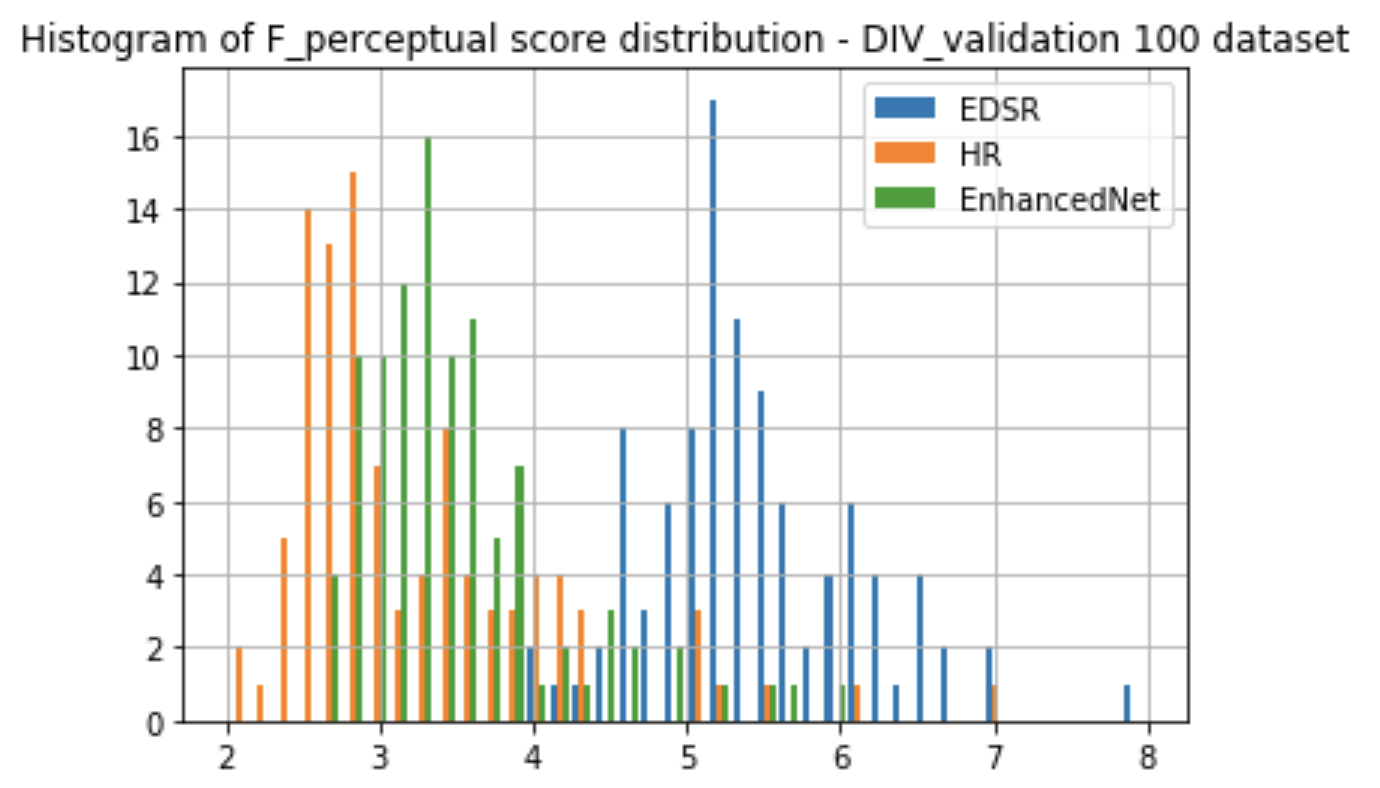 Histogram of F_perceptual score distribution - DIV_validation 100 dataset
EDSR
HR
EnhancedNet
16
14
12
10
8
6
4
2
0
2 3 4 5 6 7 8